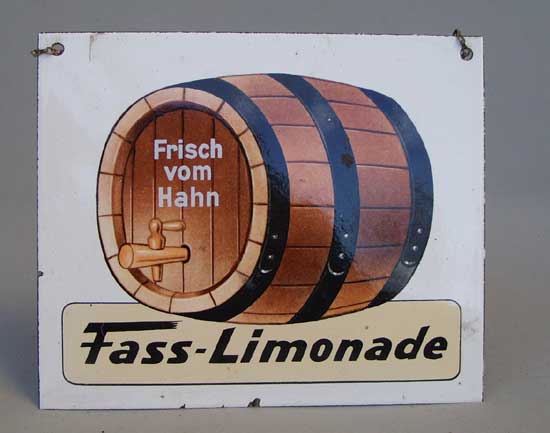 Frisch
vom
Hahn
Fass-Limonade